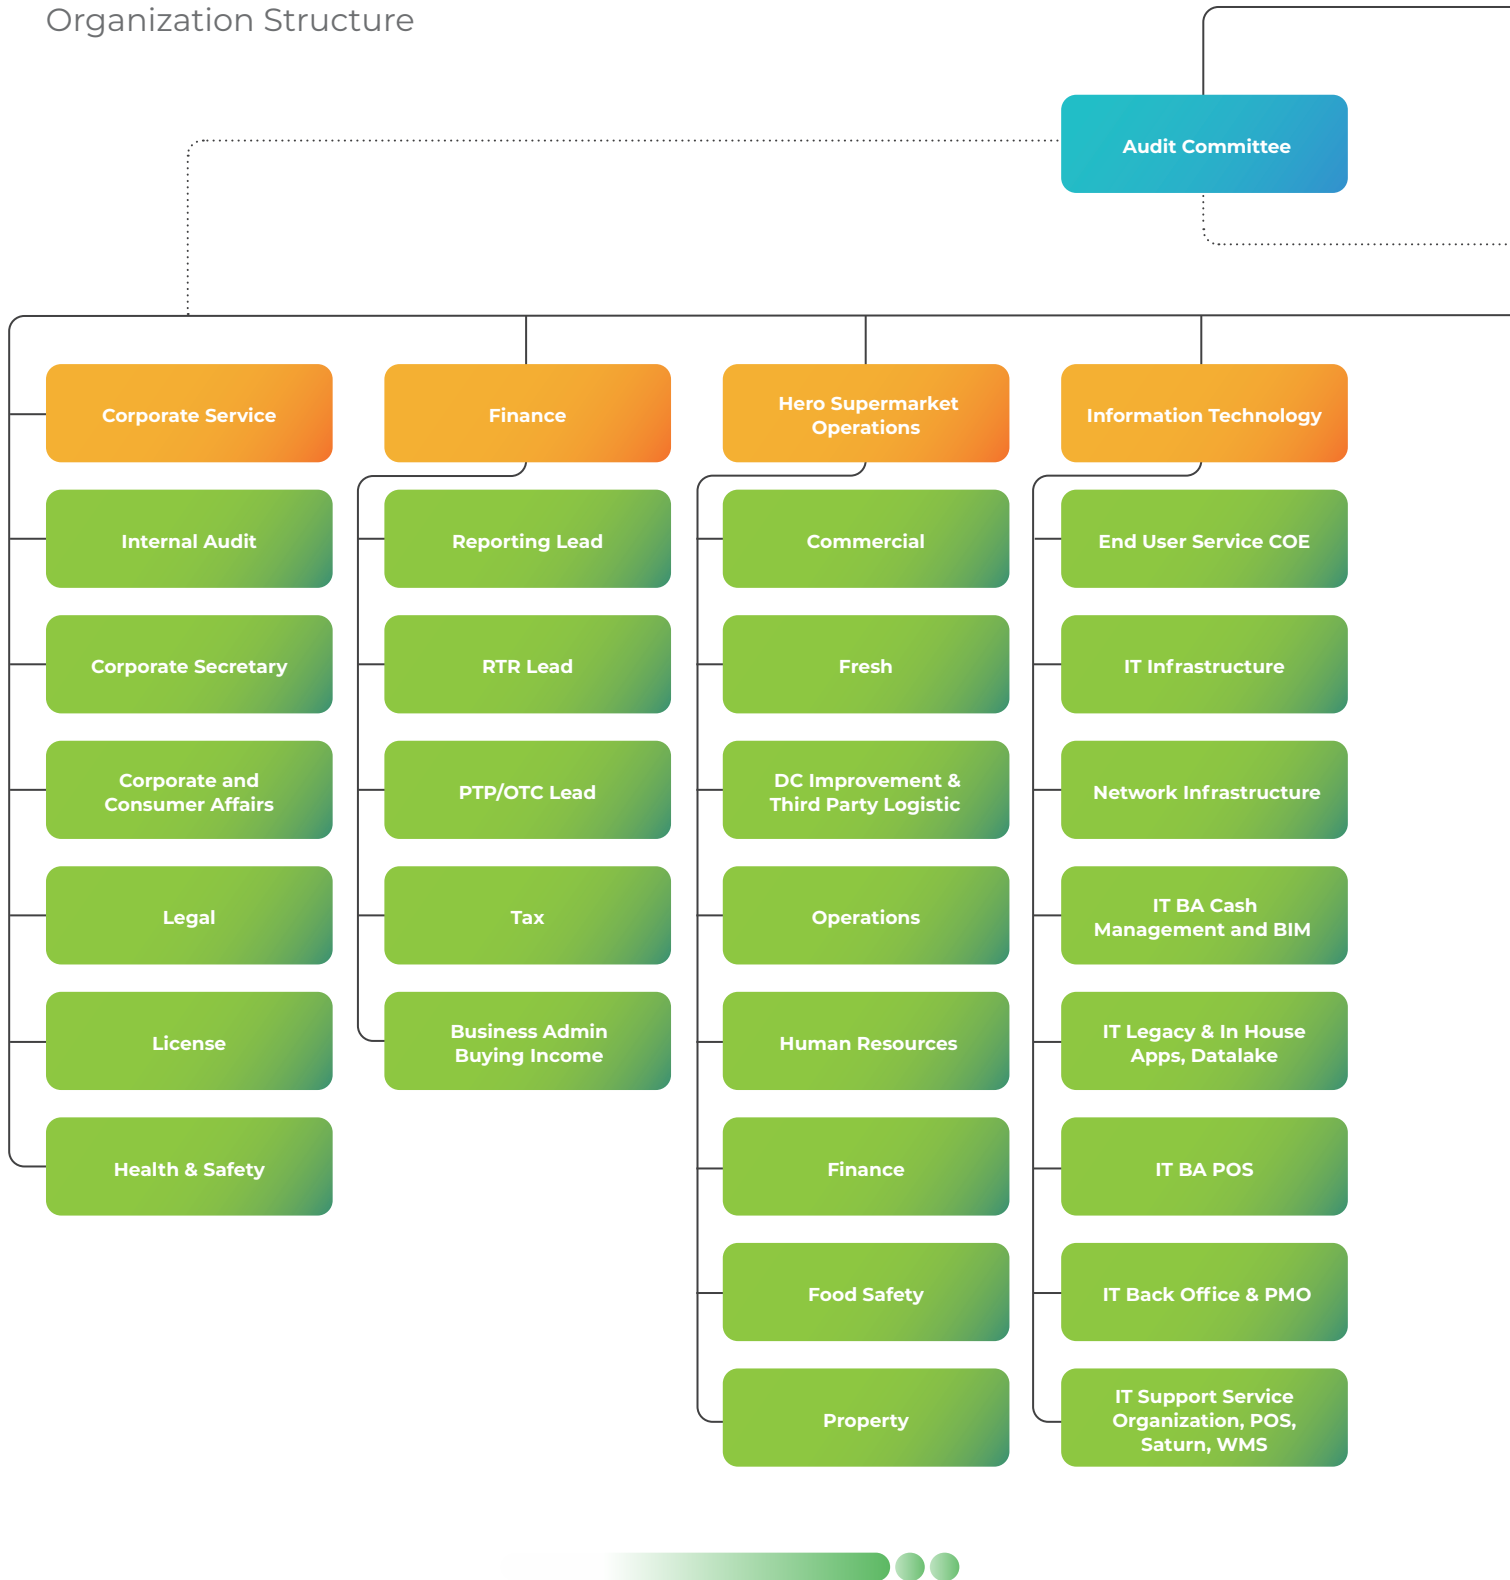 Organization Structure
Audit Committee
Corporate Service
Internal Audit
Corporate Secretary
Corporate and
Consumer Affairs
Legal
License
Health & Safety
Finance
Reporting Lead
RTR Lead
PTP/OTC Lead
Tax
Business Admin
Buying Income
Hero Supermarket
Operations
Commercial
Fresh
DC Improvement &
Third Party Logistic
Operations
Human Resources
Finance
Food Safety
Property
Information Technology
End User Service COE
IT Infrastructure
Network Infrastructure
IT BA Cash
Management and BIM
IT Legacy & In House
Apps, Datalake
IT BA POS
IT Back Office & PMO
IT Support Service
Organization, POS,
Saturn, WMS